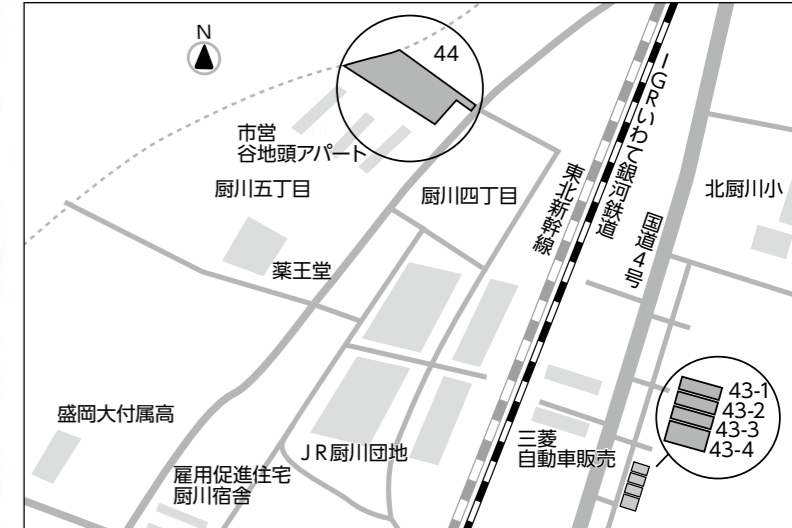 N
44
市営
谷地頭アパート
厨川五丁目
厨川四丁目
薬王堂
東北新幹線
IGRいわて銀河鉄道
国道4号
北厨川小
43-1
43-2
43-3
43-4
盛岡大付属高
雇用促進住宅
厨川宿舎
JR厨川団地
三菱
自動車販売